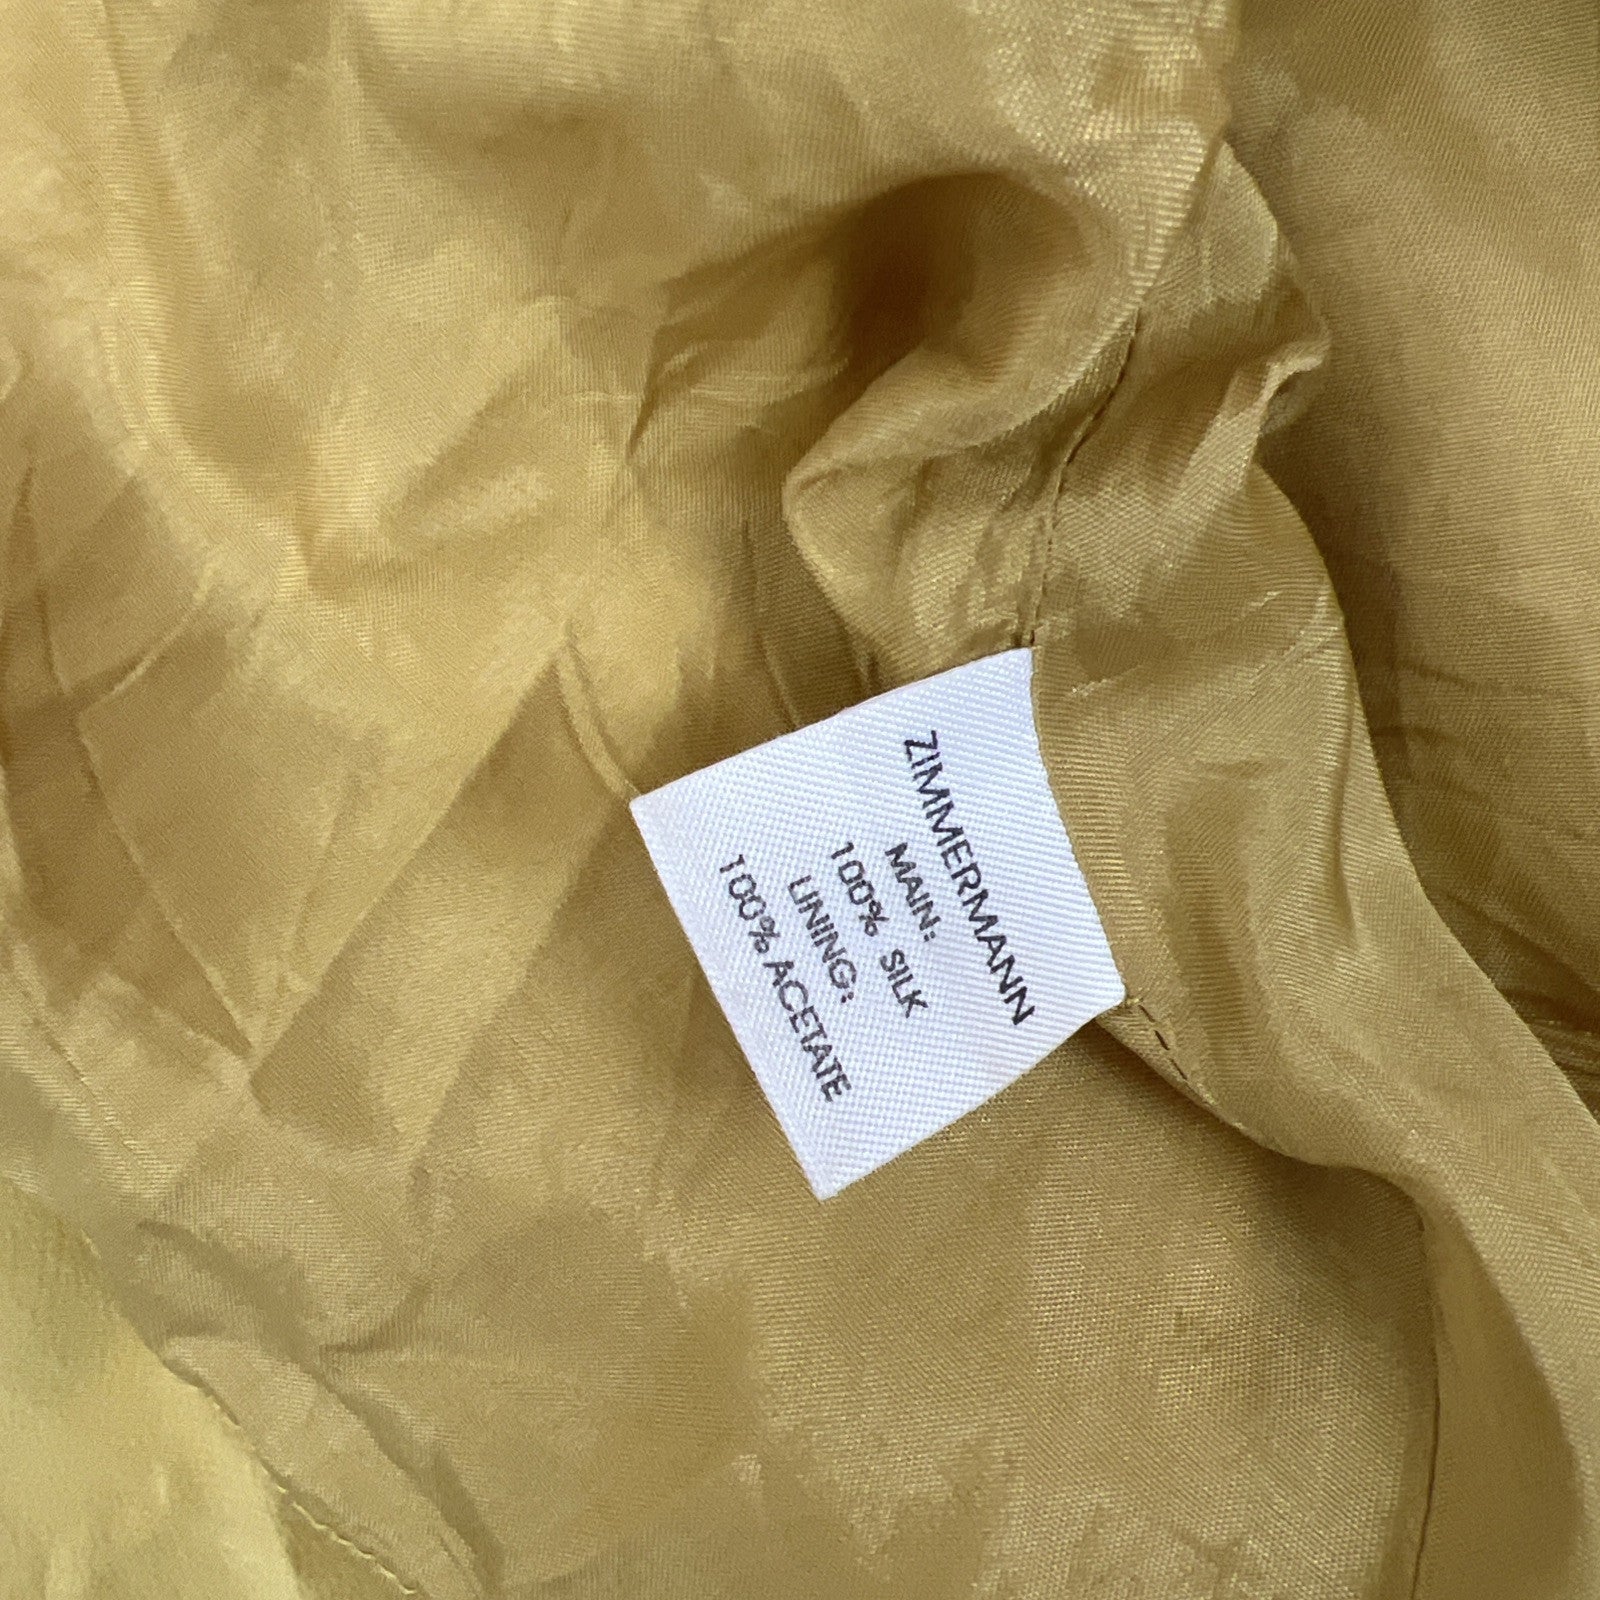 ZIMMERMANN
MAIN:
100% SILK
LINING:
100% ACETATE